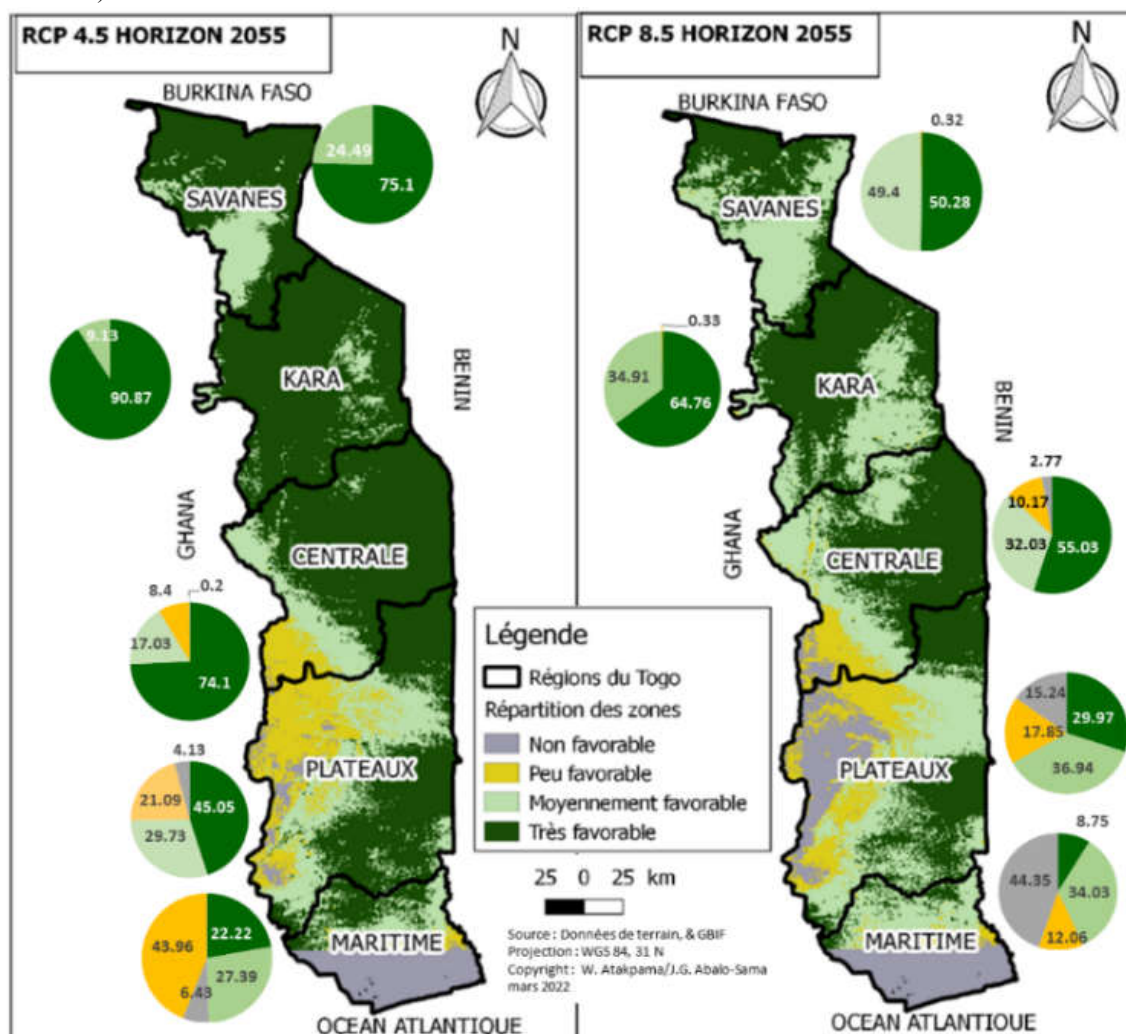 RCP 4.5 HORIZON 2055
N
BURKINA FASO
24.49
75.1
SAVANES
9.13
90.87
KARA
BENIN
GHANA
CENTRALE
8.4
0.2
17.03
74.1
4.13
21.09
45.05
29.73
PLATEAUX
43.96
22.22
27.39
6.43
MARITIME
OCEAN ATLANTIQUE
Légende
Régions du Togo
Répartition des zones
Non favorable
Peu favorable
Moyennement favorable
Très favorable
25 0 25 km
Source : Données de terrain, & GBIF
Projection : WGS 84, 31 N
Copyright : W. Atakpama/J.G. Abalo-Sama
mars 2022
RCP 8.5 HORIZON 2055
N
BURKINA FASO
0.32
49.4
50.28
SAVANES
0.33
34.91
64.76
KARA
BENIN
GHANA
2.77
10.17
32.03
55.03
CENTRALE
15.24
29.97
17.85
36.94
PLATEAUX
8.75
44.35
34.03
12.06
MARITIME
OCEAN ATLANTIQUE